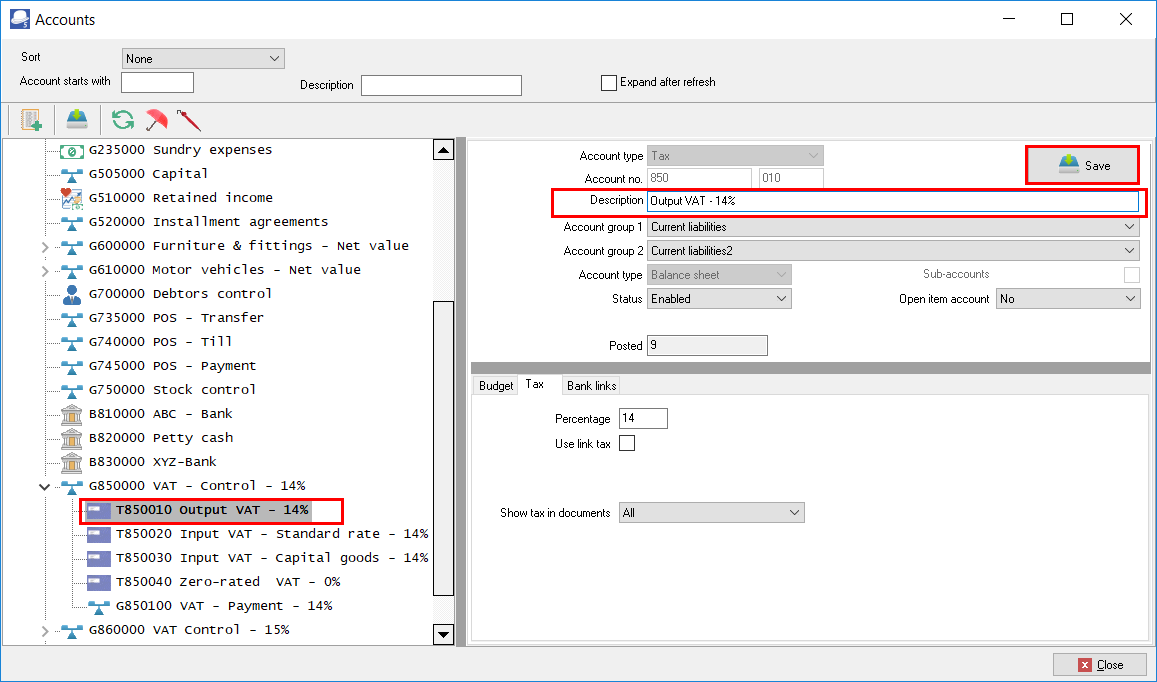 Accounts
Sort None
Account starts with
Description
Expand after refresh
G235000 Sundry expenses
G505000 Capital
G510000 Retained income
G520000 Installment agreements
G600000 Furniture & fittings - Net value
G610000 Motor vehicles - Net value
G700000 Debtors control
G735000 POS - Transfer
G740000 POS - Till
G745000 POS - Payment
G750000 Stock control
B810000 ABC - Bank
B820000 Petty cash
B830000 XYZ-Bank
G850000 VAT - Control - 14%
T850010 Output VAT - 14%
T850020 Input VAT - Standard rate - 14%
T850030 Input VAT - Capital goods - 14%
T850040 Zero-rated  VAT - 0%
G850100 VAT - Payment - 14%
G860000 VAT Control - 15%
Account type Tax
Save
Account no. 850 010
Description Output VAT - 14%
Account group 1 Current liabilities
Account group 2 Current liabilities2
Account type Balance sheet Sub-accounts
Status Enabled Open item account No
Posted 9
Budget Tax Bank links
Percentage 14
Use link tax
Show tax in documents All
Close